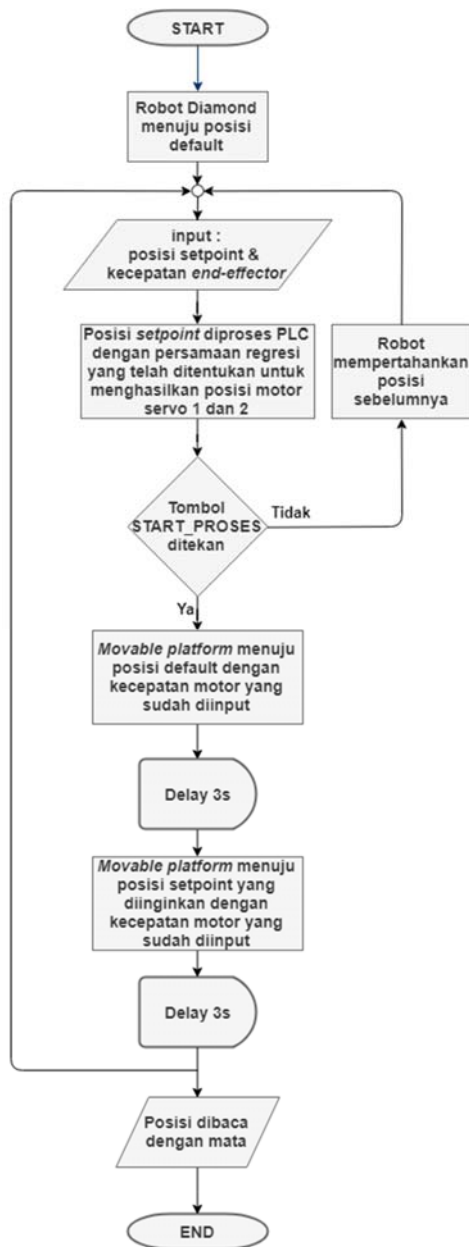 START
Robot Diamond
menuju posisi
default
input :
posisi setpoint &
kecepatan end-effector
Posisi setpoint diproses PLC
dengan persamaan regresi
yang telah ditentukan untuk
menghasilkan posisi motor
servo 1 dan 2
Robot
mempertahankan
posisi
sebelumnya
Tombol
START_PROSES
ditekan
Tidak
Ya
Movable platform menuju
posisi default dengan
kecepatan motor yang
sudah diinput
Delay 3s
Movable platform menuju
posisi setpoint yang
diinginkan dengan
kecepatan motor yang
sudah diinput
Delay 3s
Posisi dibaca
dengan mata
END